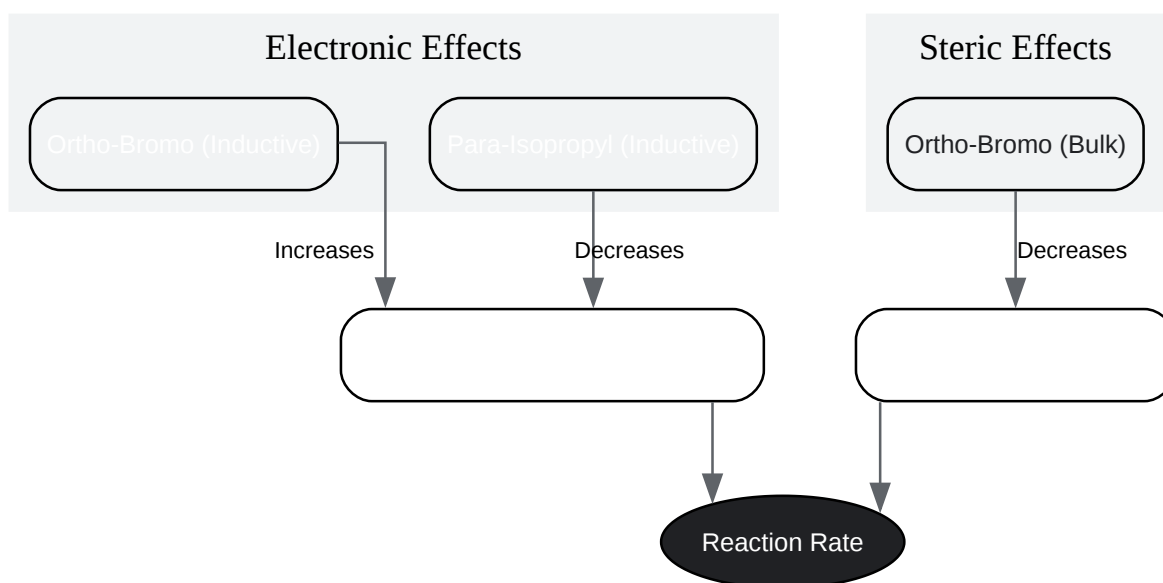 Electronic Effects
Steric Effects
Ortho-Bromo (Inductive)
Para-Isopropyl (Inductive)
Ortho-Bromo (Bulk)
Increases
Decreases
Decreases
Reaction Rate